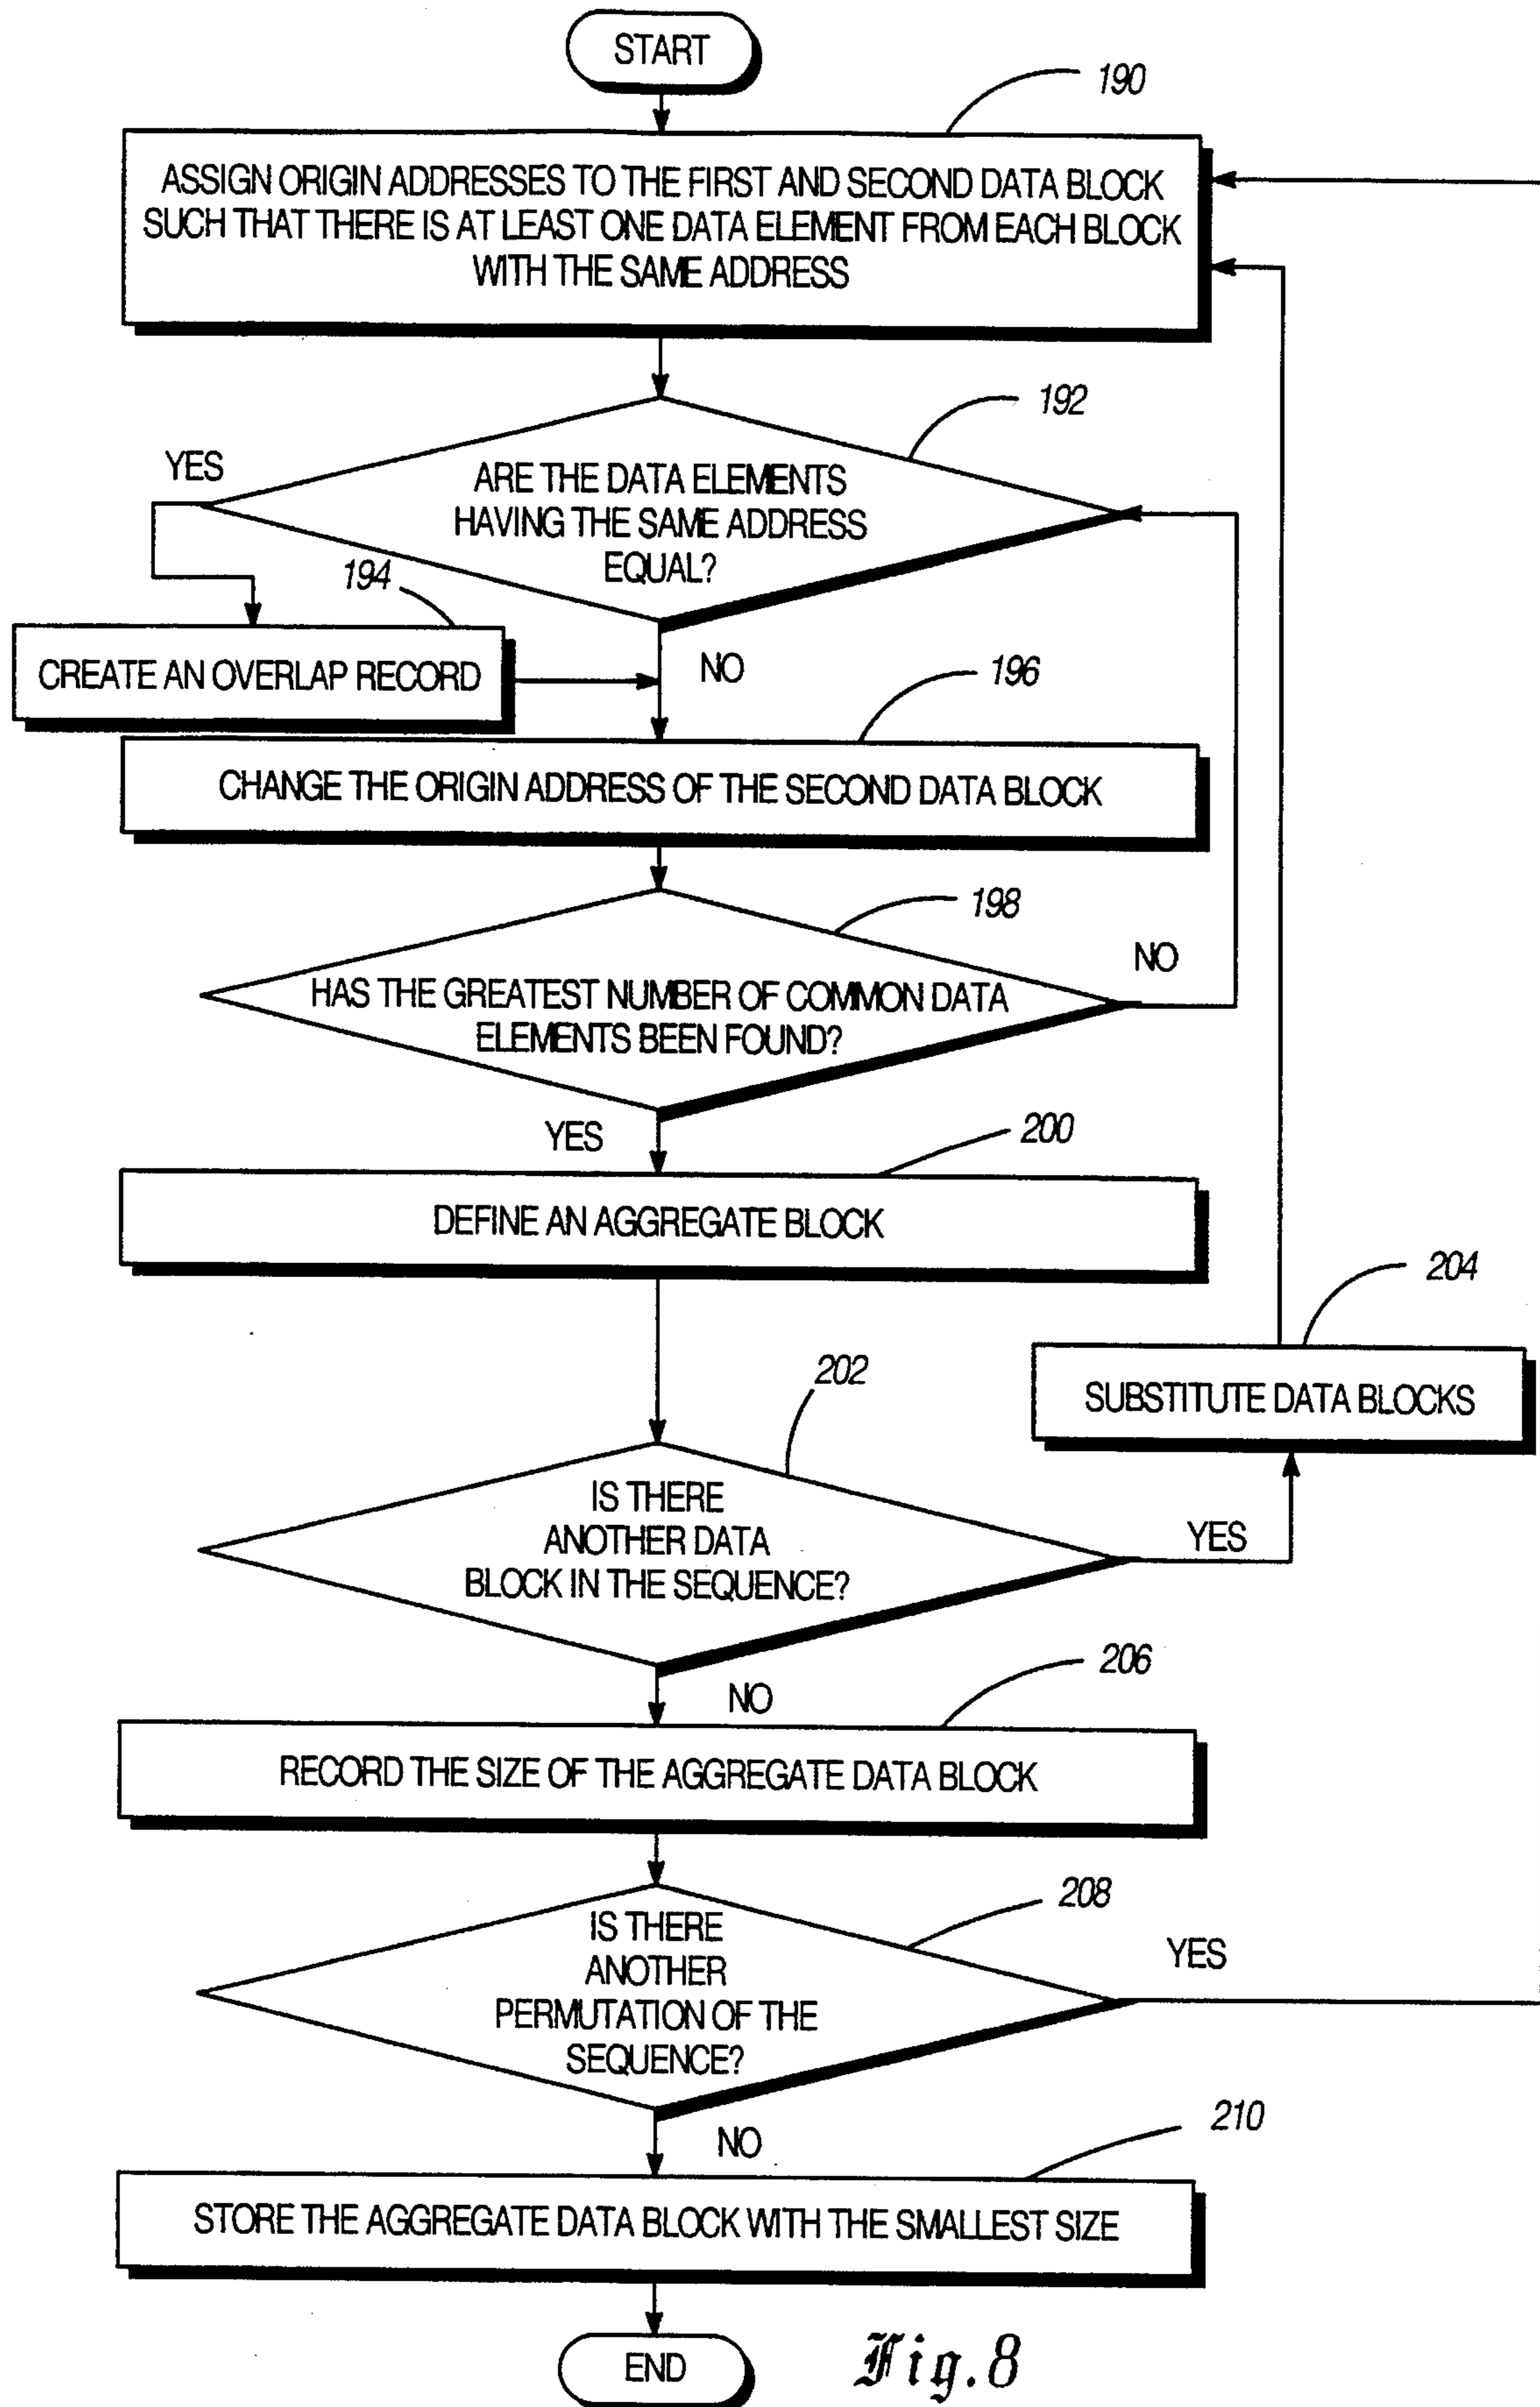 START
190
ASSIGN ORIGIN ADDRESSES TO THE FIRST AND SECOND DATA BLOCK
SUCH THAT THERE IS AT LEAST ONE DATA ELEMENT FROM EACH BLOCK
WITH THE SAME ADDRESS
192
YES
ARE THE DATA ELEMENTS
HAVING THE SAME ADDRESS
EQUAL?
194
CREATE AN OVERLAP RECORD
NO
196
CHANGE THE ORIGIN ADDRESS OF THE SECOND DATA BLOCK
198
NO
HAS THE GREATEST NUMBER OF COMMON DATA
ELEMENTS BEEN FOUND?
YES
200
DEFINE AN AGGREGATE BLOCK
204
SUBSTITUTE DATA BLOCKS
202
IS THERE
ANOTHER DATA
BLOCK IN THE SEQUENCE?
YES
NO
206
RECORD THE SIZE OF THE AGGREGATE DATA BLOCK
208
IS THERE
ANOTHER
PERMUTATION OF THE
SEQUENCE?
YES
NO
210
STORE THE AGGREGATE DATA BLOCK WITH THE SMALLEST SIZE
END
Fig.8